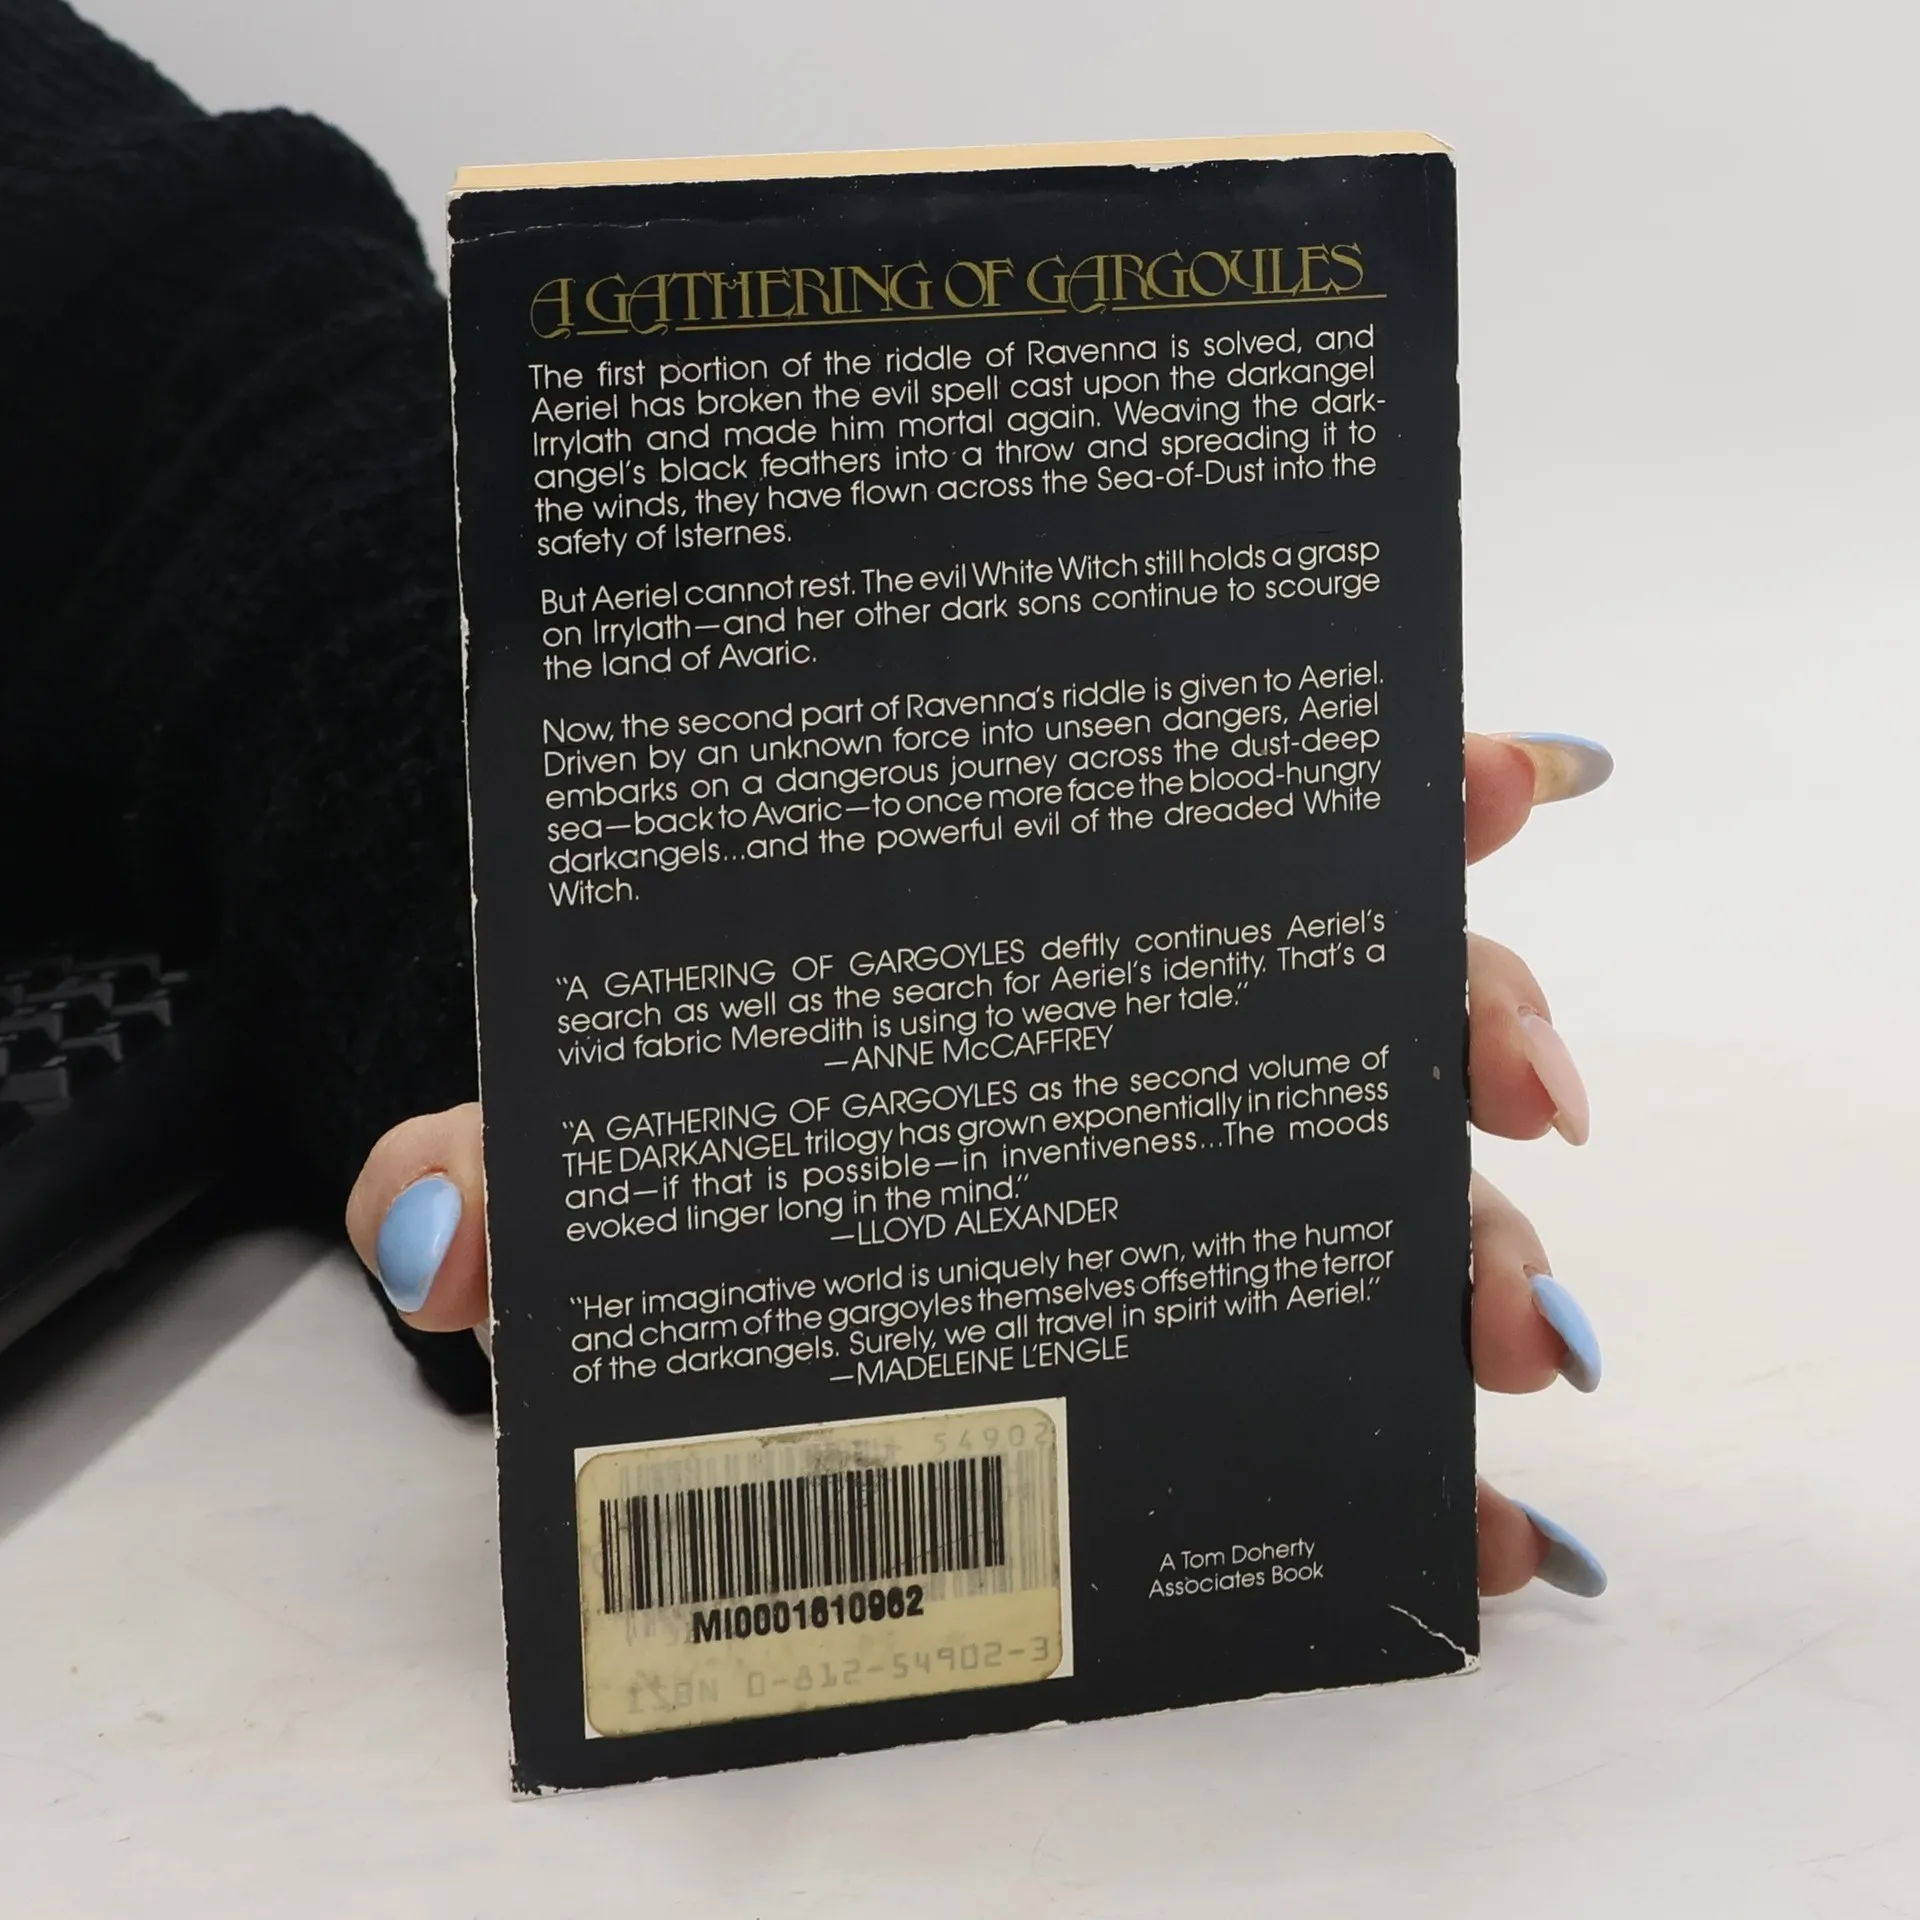 A GATHERING OF GARGOYLES
The first portion of the riddle of Ravenna is solved, and
Aeriel has broken the evil spell cast upon the darkangel
Irrylath and made him mortal again. Weaving the dark-
angel's black feathers into a throw and spreading it to
the winds, they have flown across the Sea-of-Dust into the
safety of Isternes.
But Aeriel cannot rest. The evil White Witch still holds a grasp
on Irrylath—and her other dark sons continue to scourge
the land of Avaric.
Now, the second part of Ravenna's riddle is given to Aeriel.
Driven by an unknown force into unseen dangers, Aeriel
embarks on a dangerous journey across the dust-deep
sea—back to Avaric—to once more face the blood-hungry
darkangels...and the powerful evil of the dreaded White
Witch.
"A GATHERING OF GARGOYLES deftly continues Aeriel's
search as well as the search for Aeriel's identity. That's a
vivid fabric Meredith is using to weave her tale."
—ANNE McCAFFREY
"A GATHERING OF GARGOYLES as the second volume of
THE DARKANGEL trilogy has grown exponentially in richness
and—if that is possible—in inventiveness...The moods
evoked linger long in the mind."
—LLOYD ALEXANDER
"Her imaginative world is uniquely her own, with the humor
and charm of the gargoyles themselves offsetting the terror
of the darkangels. Surely, we all travel in spirit with Aeriel."
—MADELEINE L'ENGLE
54902
MI0001610962
ISBN 0-812-54902-3
A Tom Doherty
Associates Book